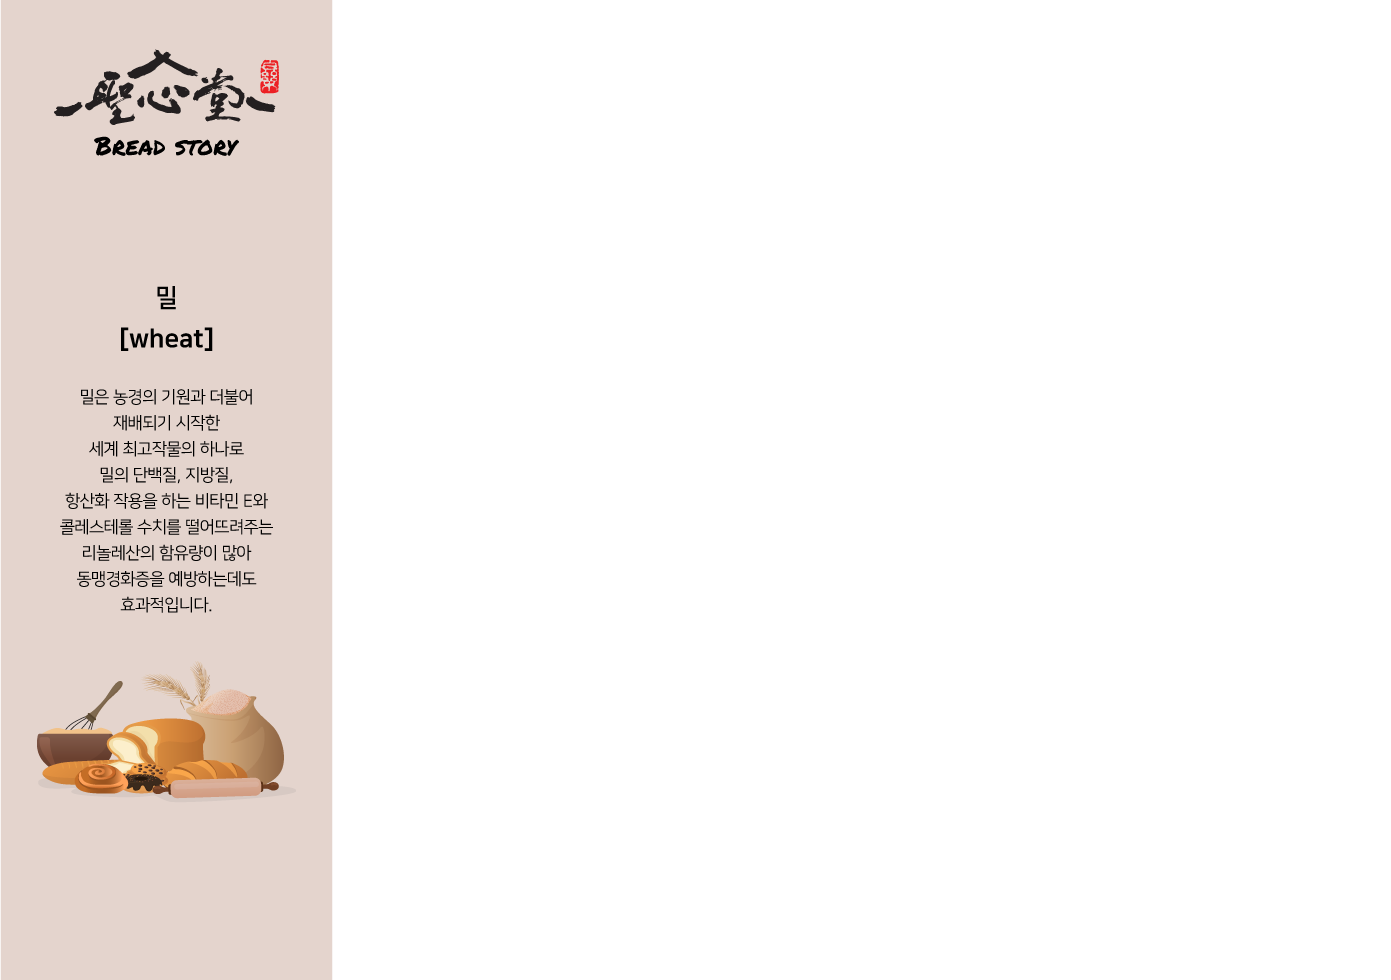 聖心堂
BREAD STORY
밀
[wheat]
밀은 농경의 기원과 더불어
재배되기 시작한
세계 최고작물의 하나로
밀의 단백질, 지방질,
항산화 작용을 하는 비타민 E와
콜레스테롤 수치를 떨어뜨려주는
리놀레산의 함유량이 많아
동맹경화증을 예방하는데도
효과적입니다.